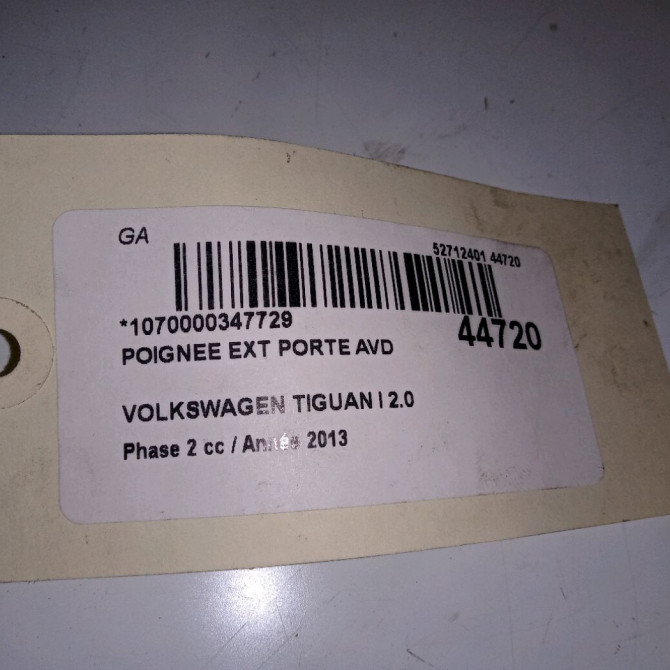 GA
52712401 44720
*1070000347729
44720
POIGNEE EXT PORTE AVD
VOLKSWAGEN TIGUAN I 2.0
Phase 2 cc / Année 2013